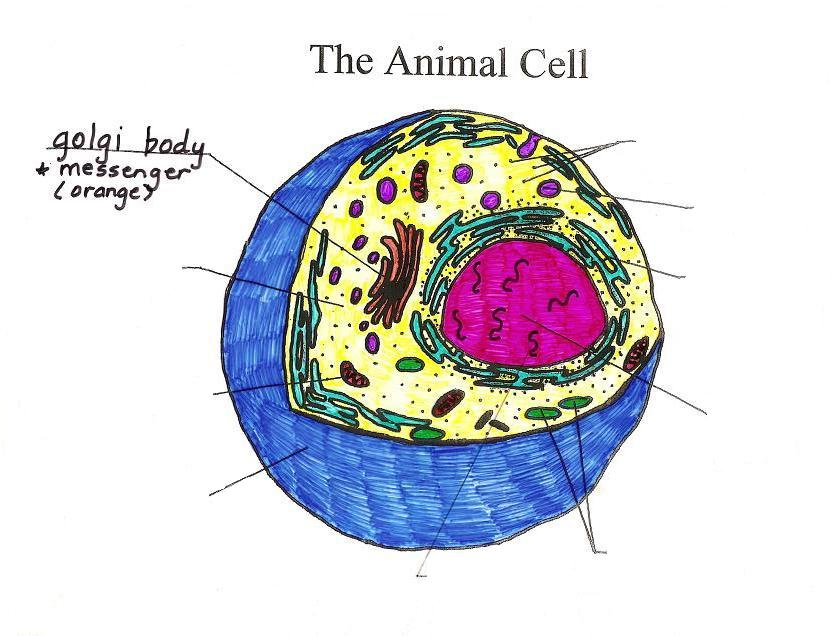 The Animal Cell
golgi body
* messenger
(orange)